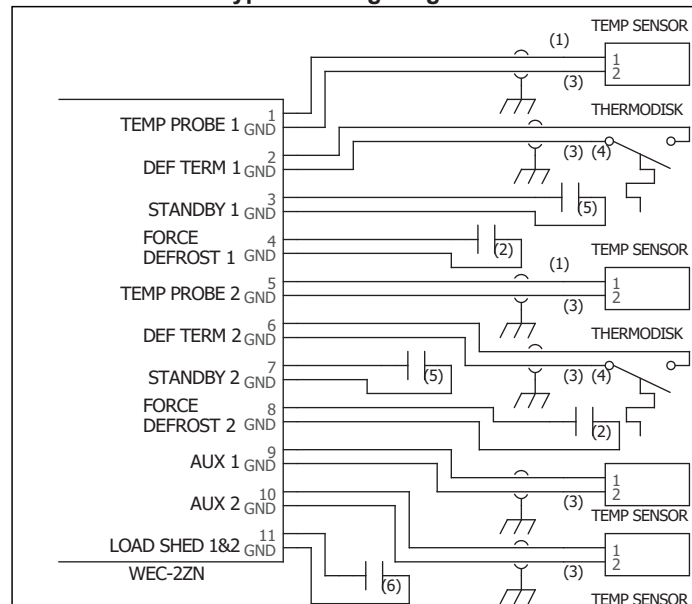 TEMP SENSOR
(1)
1
2
(3)
THERMODISK
1
TEMP PROBE 1 GND
2
DEF TERM 1 GND
(3) (4)
3
STANDBY 1 GND
(5)
FORCE
DEFROST 1
4
GND
(2)
TEMP SENSOR
(1)
5
TEMP PROBE 2 GND
1
2
(3)
6
DEF TERM 2 GND
THERMODISK
7
STANDBY 2 GND
(5)
(3) (4)
FORCE
DEFROST 2
8
GND
(2)
9
AUX 1 GND
1
2
(3)
TEMP SENSOR
10
AUX 2 GND
11
LOAD SHED 1&2 GND
1
2
(3)
WEC-2ZN
(6)
TEMP SENSOR